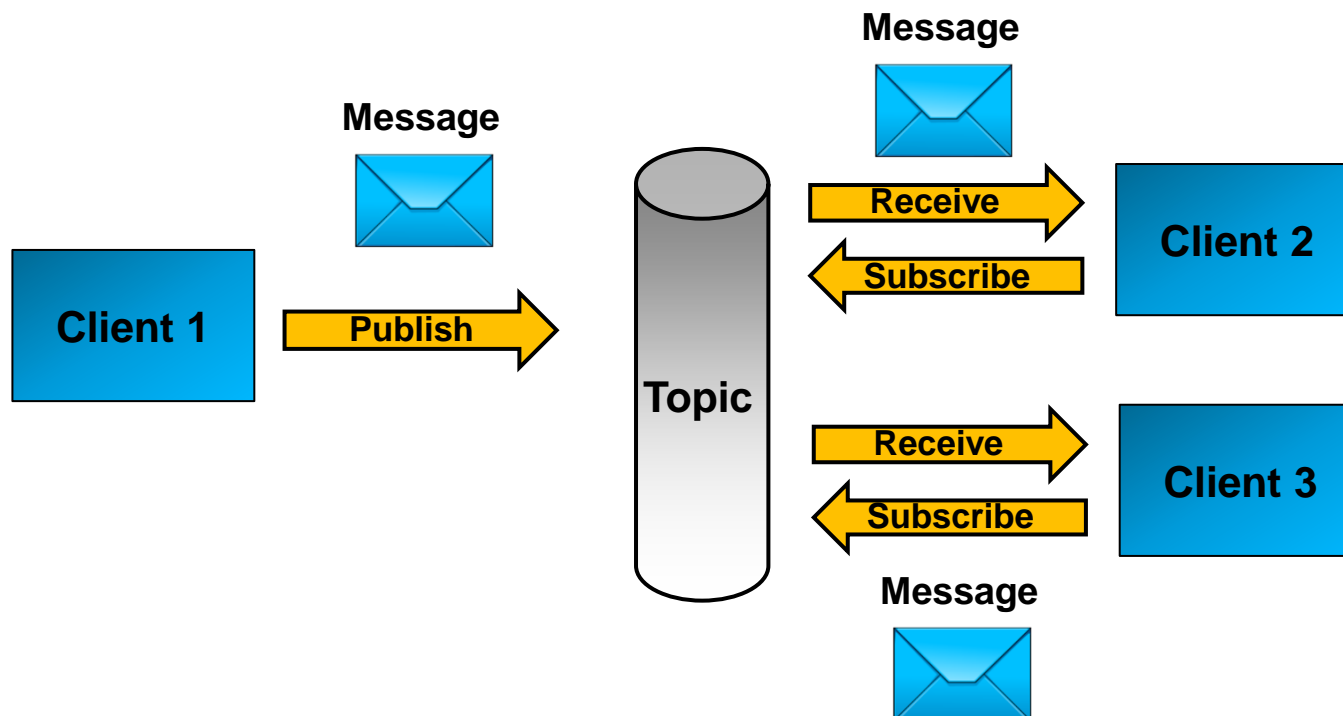 Message
Message
Receive
Client 2
Subscribe
Client 1
Publish
Topic
Receive
Client 3
Subscribe
Message